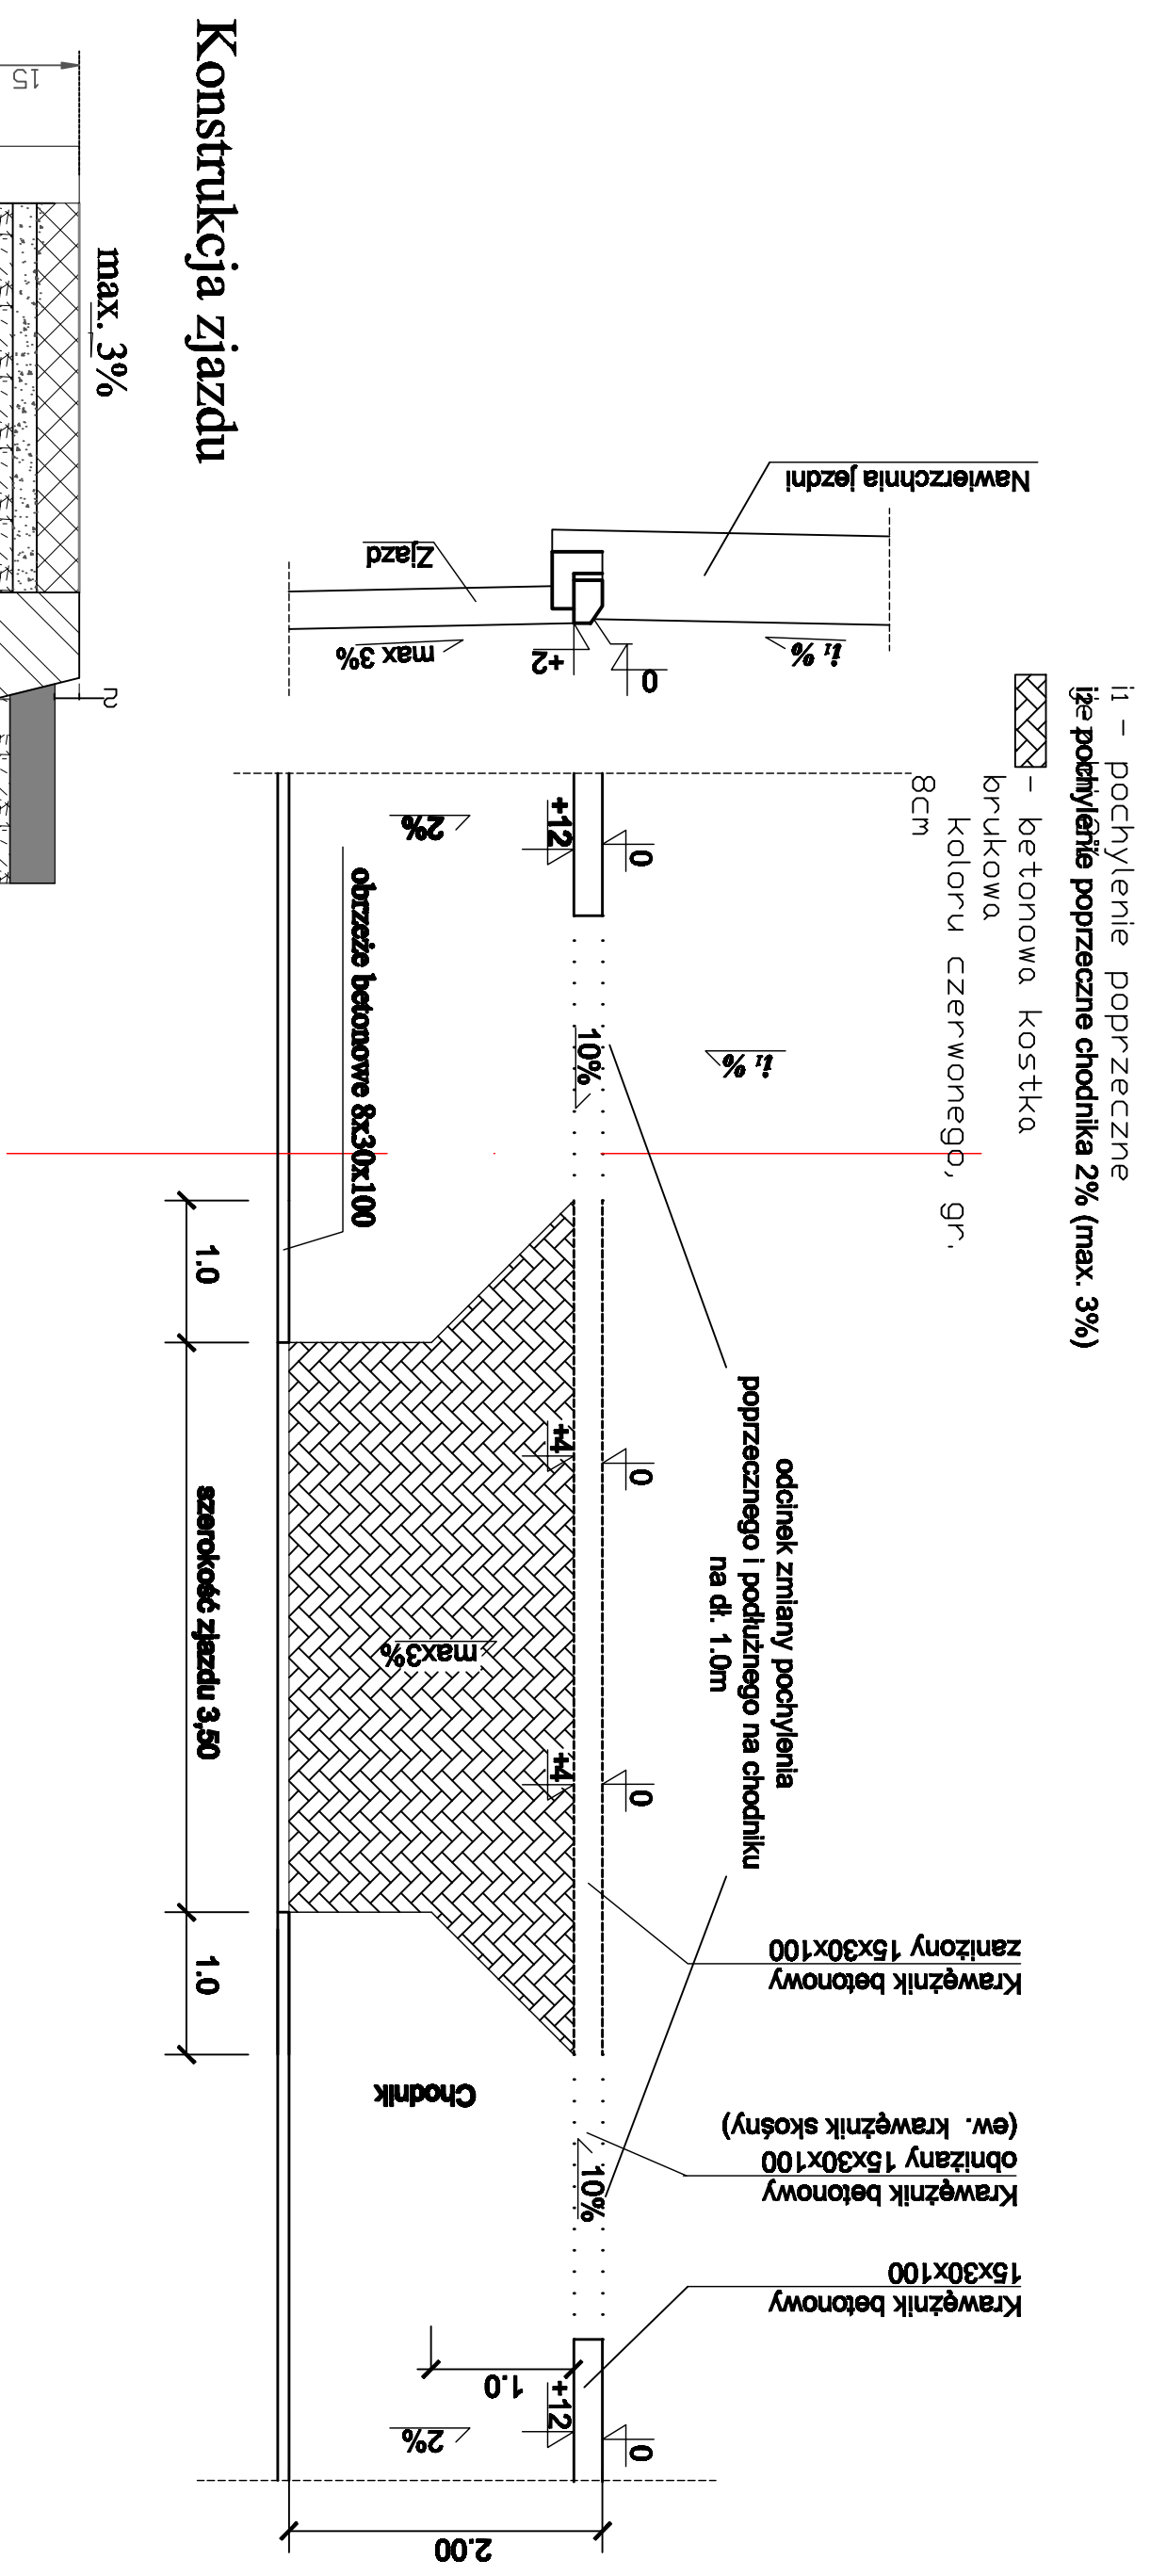 i1 - pochylenie poprzeczne
i2- pochylenie poprzeczne chodnika 2% (max. 3%)
- betonowa kostka
brukowa
koloru czerwonego, gr.
8cm
Nawierzchnia jezdni
Zjazd
max 3%
+2
0
i1 %
2%
+12
0
obrzeże betonowe 8x30x100
10%
i1 %
odcinek zmiany pochylenia
poprzecznego i podłużnego na chodniku
na dł. 1.0m
1.0
szerokość zjazdu 3,50
1.0
+4
0
max3%
+4
0
Krawężnik betonowy
zaniżony 15x30x100
Chodnik
10%
Krawężnik betonowy
obniżany 15x30x100
(ew. krawężnik skośny)
Krawężnik betonowy
15x30x100
1.0
+12
0
2%
2.00
Konstrukcja zjazdu
max. 3%
15
2